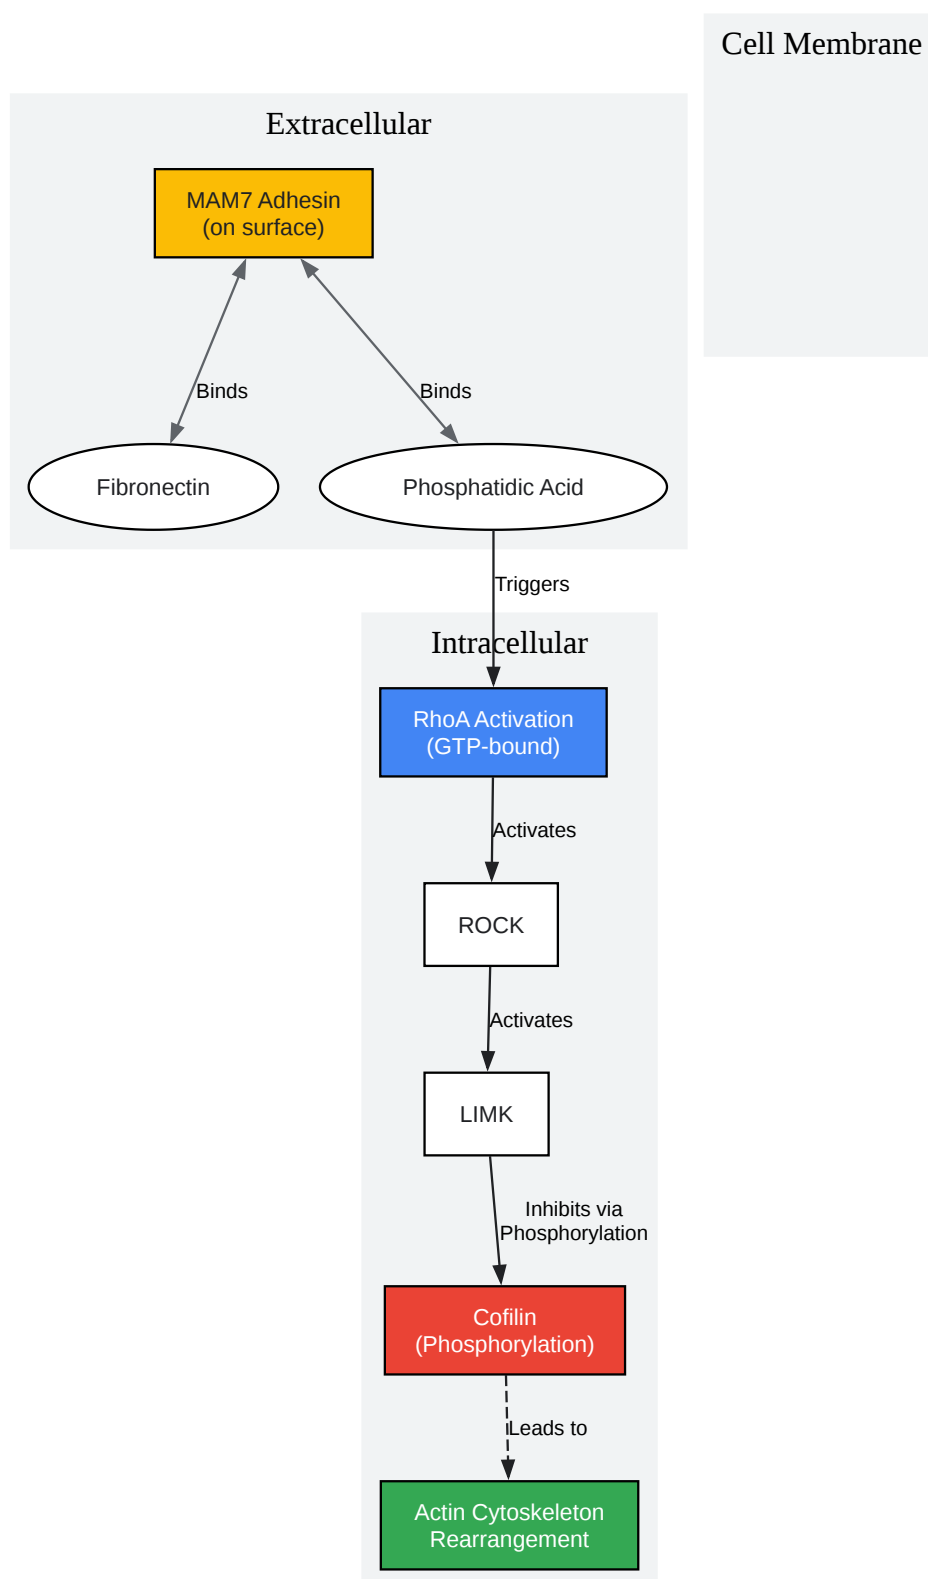 Cell Membrane
Extracellular
MAM7 Adhesin
(on surface)
Binds
Binds
Fibronectin
Phosphatidic Acid
Triggers
Intracellular
RhoA Activation
(GTP-bound)
Activates
ROCK
Activates
LIMK
Inhibits via
Phosphorylation
Cofilin
(Phosphorylation)
Leads to
Actin Cytoskeleton
Rearrangement